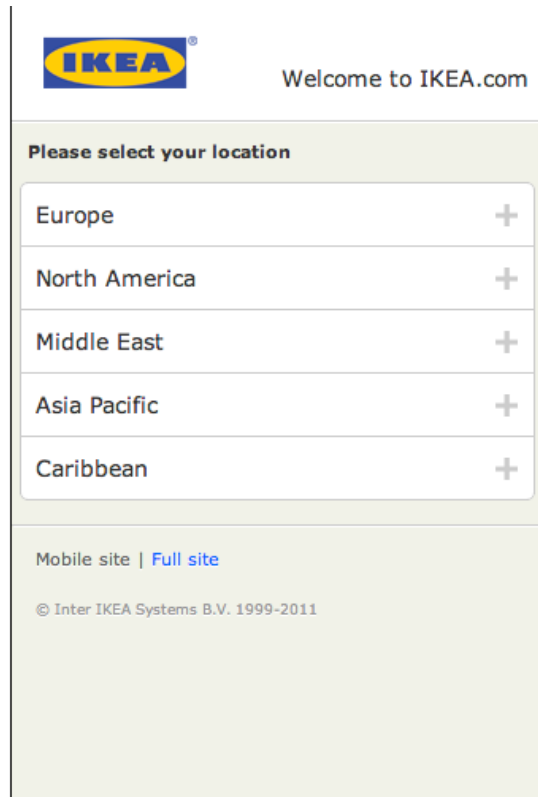 IKEA®
Welcome to IKEA.com
Please select your location
Europe
North America
Middle East
Asia Pacific
Caribbean
Mobile site | Full site
© Inter IKEA Systems B.V. 1999-2011